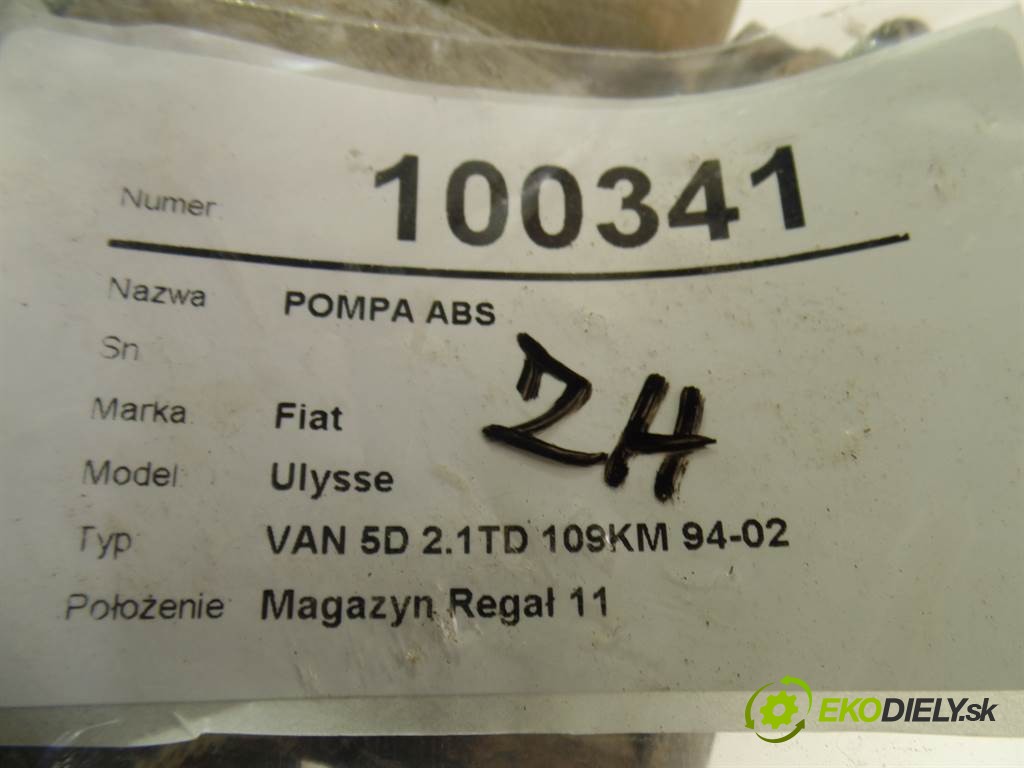 Numer 100341
Nazwa POMPA ABS
Sn
Marka Fiat
ZH
Model Ulysse
Typ VAN 5D 2.1TD 109KM 94-02
Położenie Magazyn Regał 11
EKODIELY.sk